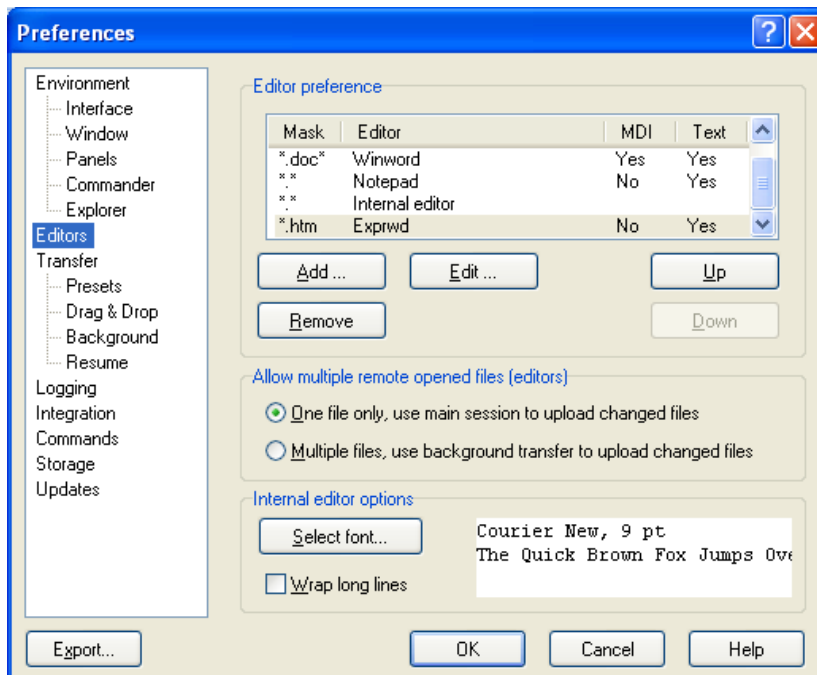 Preferences
Environment
Interface
Window
Panels
Commander
Explorer
Editors
Transfer
Presets
Drag & Drop
Background
Resume
Logging
Integration
Commands
Storage
Updates
Editor preference
Mask Editor MDI Text
*.doc* Winword Yes Yes
*.* Notepad No Yes
*.* Internal editor
*.htm Exprwd No Yes
Add ... Edit ... Up
Remove Down
Allow multiple remote opened files (editors)
One file only, use main session to upload changed files
Multiple files, use background transfer to upload changed files
Internal editor options
Select font...
Wrap long lines
Courier New, 9 pt
The Quick Brown Fox Jumps Ove
Export... OK Cancel Help